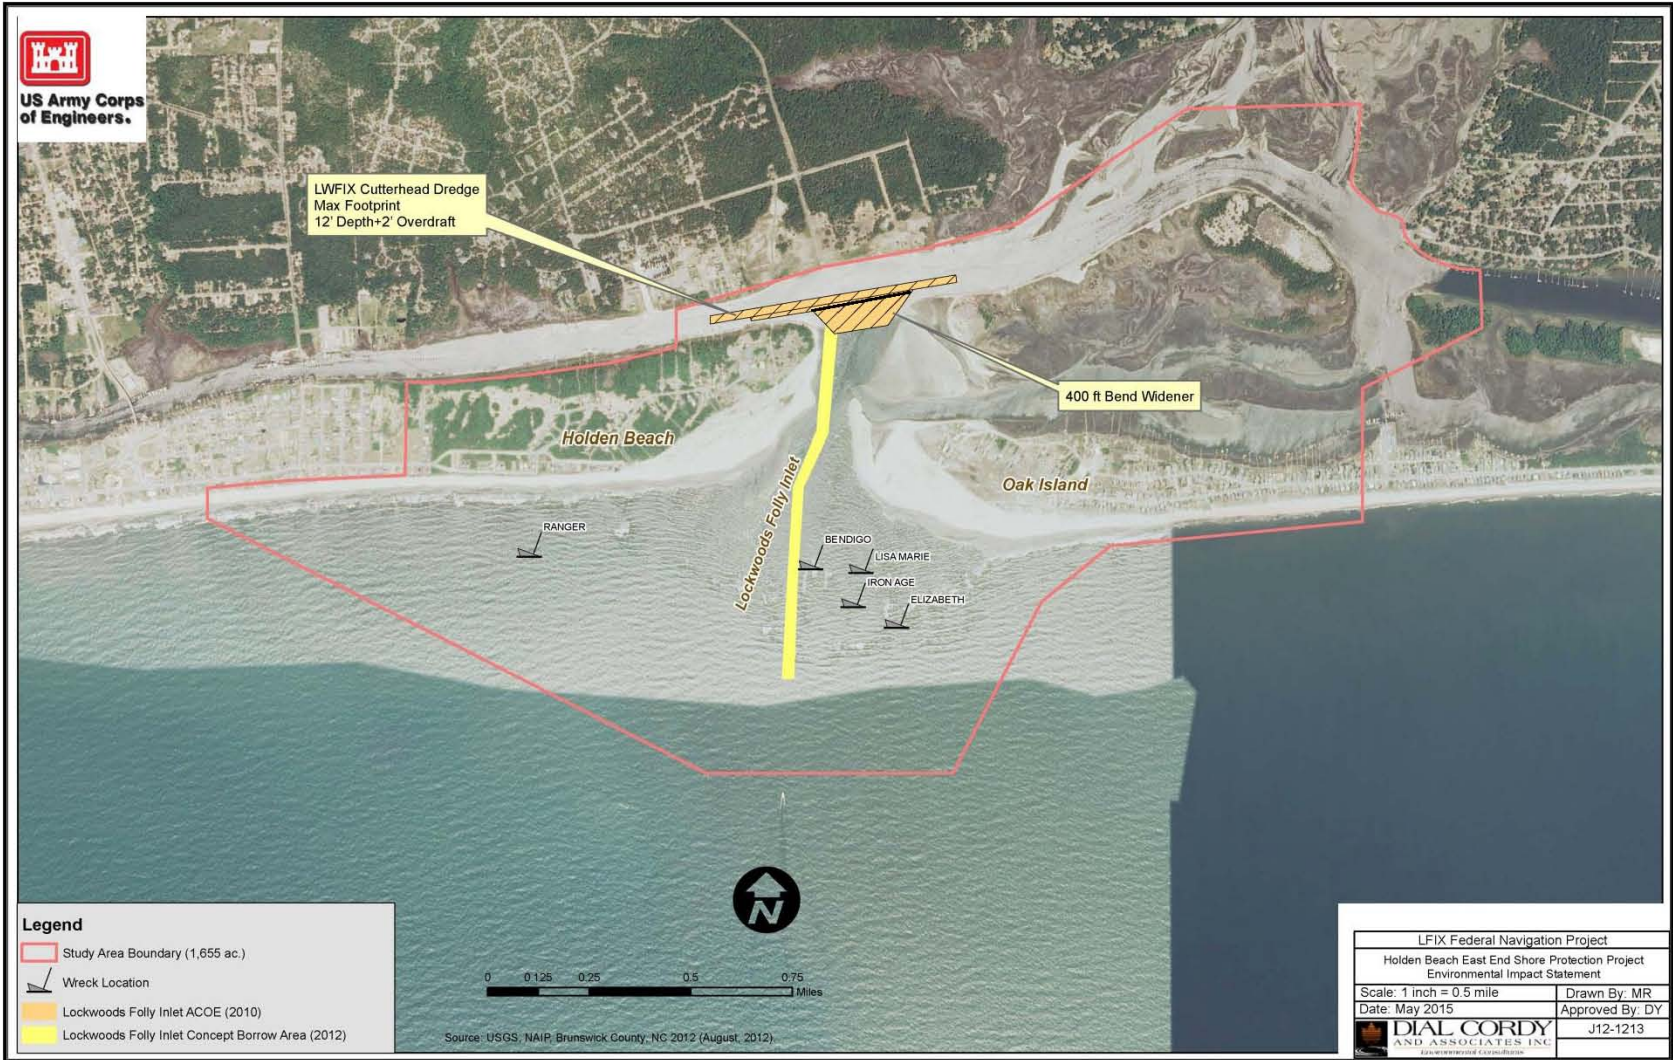 US Army Corps
of Engineers.
LWFIX Cutterhead Dredge
Max Footprint
12' Depth+2' Overdraft
400 ft Bend Widener
Holden Beach
Oak Island
Lockwoods Folly Inlet
RANGER
BENDIGO
LISA MARIE
IRON AGE
ELIZABETH
N
Legend
Study Area Boundary (1,655 ac.)
Wreck Location
Lockwoods Folly Inlet ACOE (2010)
Lockwoods Folly Inlet Concept Borrow Area (2012)
0 0.125 0.25 0.5 0.75
Miles
Source: USGS, NAIP, Brunswick County, NC 2012 (August, 2012)
LFIX Federal Navigation Project
Holden Beach East End Shore Protection Project
Environmental Impact Statement
Scale: 1 inch = 0.5 mile
Drawn By: MR
Date: May 2015
Approved By: DY
DIAL CORDY
AND ASSOCIATES INC
Environmental Consultants
J12-1213